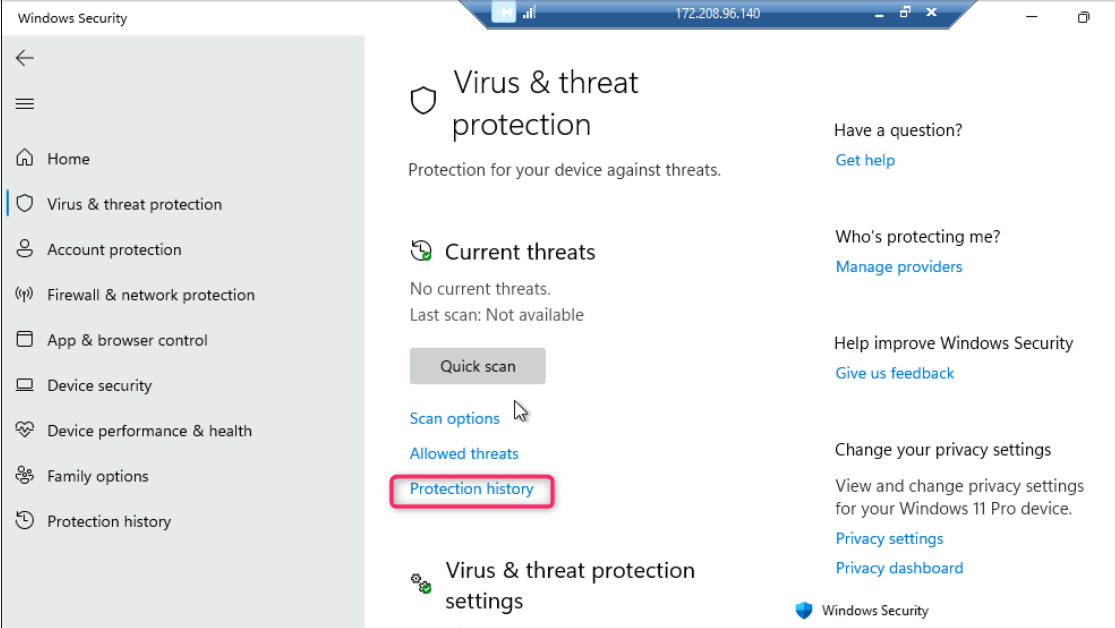 Windows Security
172.208.96.140
Home
Virus & threat protection
Account protection
Firewall & network protection
App & browser control
Device security
Device performance & health
Family options
Protection history
Virus & threat
protection
Protection for your device against threats.
Current threats
No current threats.
Last scan: Not available
Quick scan
Scan options
Allowed threats
Protection history
Virus & threat protection
settings
Have a question?
Get help
Who's protecting me?
Manage providers
Help improve Windows Security
Give us feedback
Change your privacy settings
View and change privacy settings
for your Windows 11 Pro device.
Privacy settings
Privacy dashboard
Windows Security